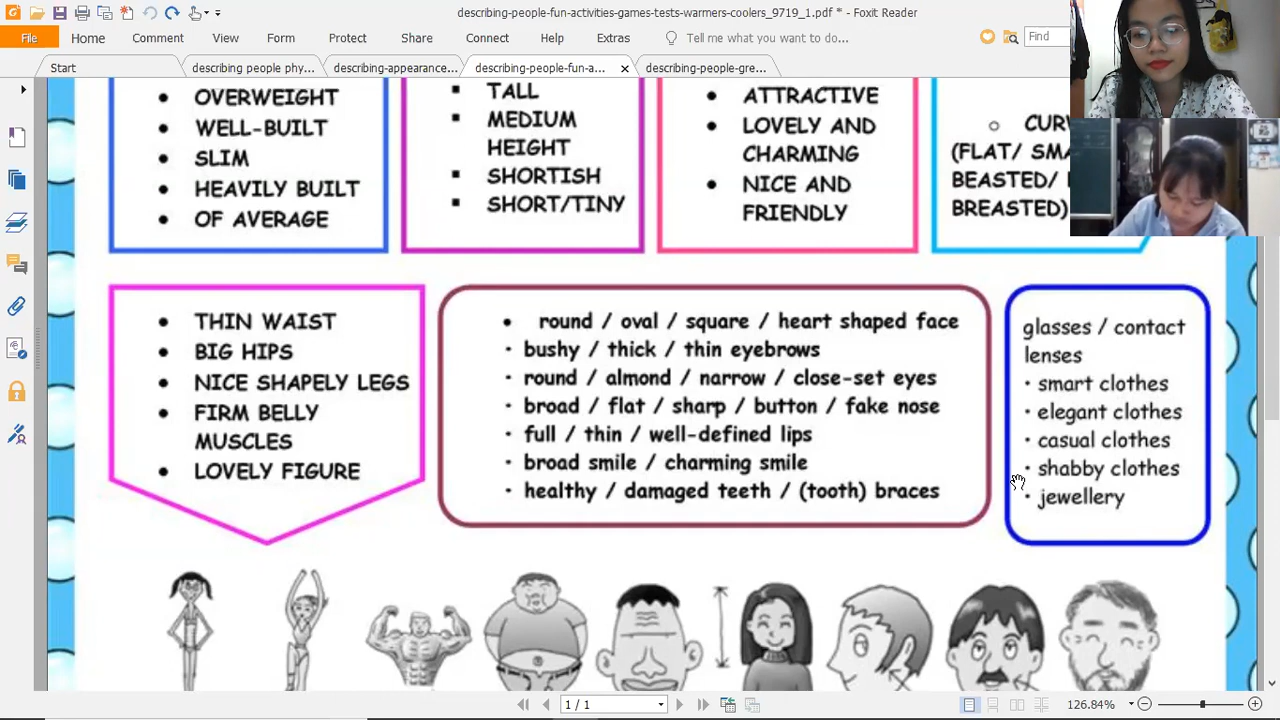 describing-people-fun-activities-games-tests-warmers-coolers_9719_1.pdf * - Foxit Reader
File Home Comment View Form Protect Share Connect Help Extras Tell me what you want to do... Find
Start describing people phy... describing-appearance... describing-people-fun-a... describing-people-gre...
• OVERWEIGHT
• WELL-BUILT
• SLIM
• HEAVILY BUILT
• OF AVERAGE
▪ TALL
▪ MEDIUM
HEIGHT
▪ SHORTISH
▪ SHORT/TINY
• ATTRACTIVE
• LOVELY AND
CHARMING
• NICE AND
FRIENDLY
(FLAT/
BEASTED/
BREASTED)
• THIN WAIST
• BIG HIPS
• NICE SHAPELY LEGS
• FIRM BELLY
MUSCLES
• LOVELY FIGURE
• round / oval / square / heart shaped face
· bushy / thick / thin eyebrows
· round / almond / narrow / close-set eyes
· broad / flat / sharp / button / fake nose
· full / thin / well-defined lips
· broad smile / charming smile
· healthy / damaged teeth / (tooth) braces
glasses / contact
lenses
· smart clothes
· elegant clothes
· casual clothes
· shabby clothes
· jewellery
1 / 1 126.84%